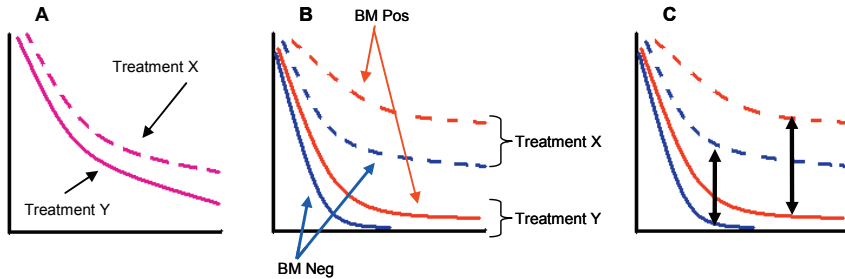 A
Treatment X
Treatment Y
B
BM Pos
Treatment X
Treatment Y
BM Neg
C